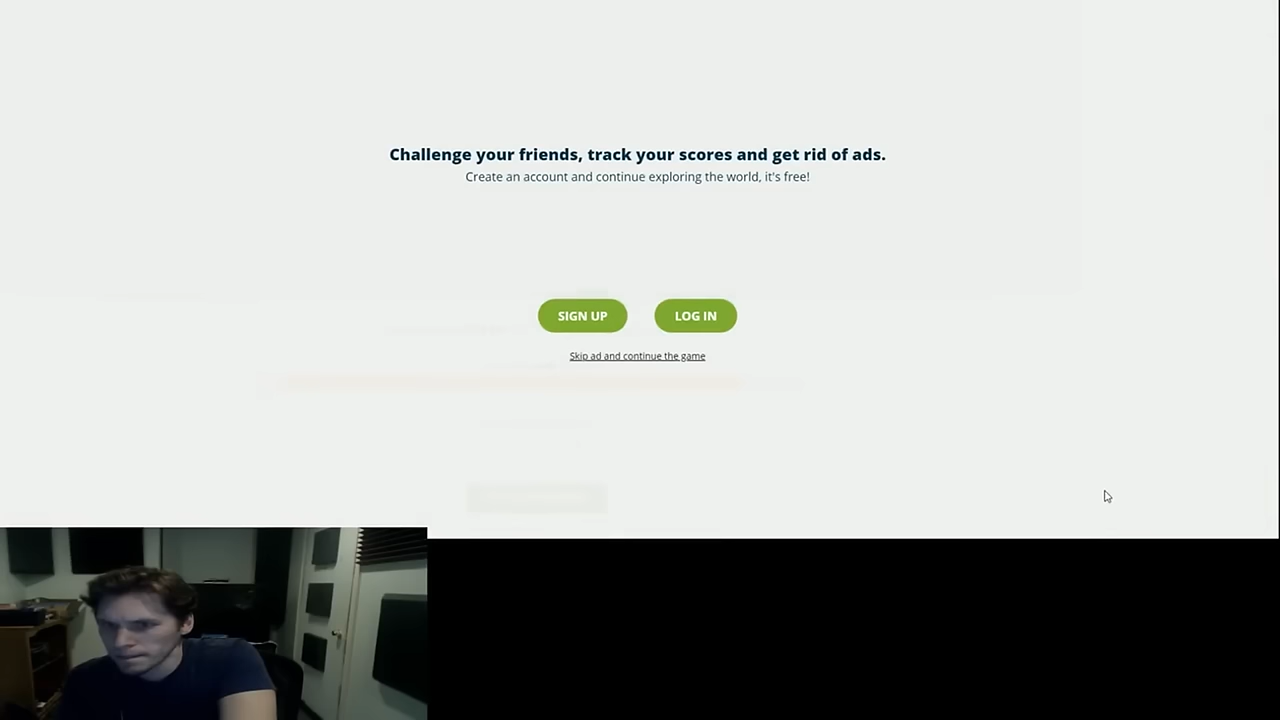 Challenge your friends, track your scores and get rid of ads.
Create an account and continue exploring the world, it's free!
SIGN UP
LOG IN
Skip ad and continue the game